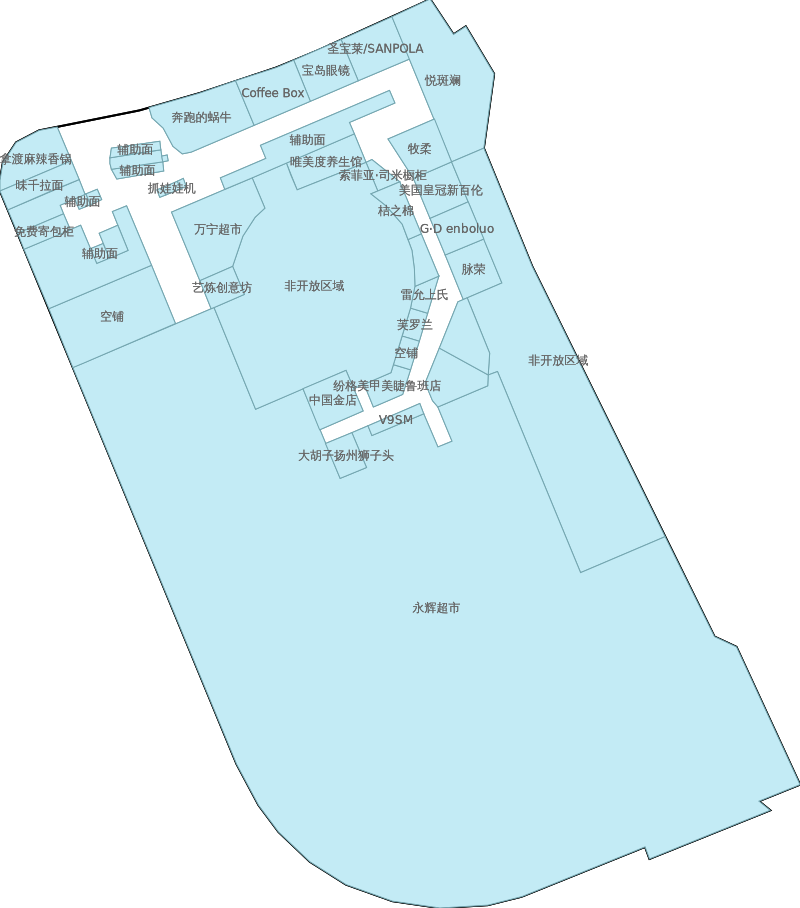 圣宝莱/SANPOLA
宝岛眼镜
悦斑斓
Coffee Box
奔跑的蜗牛
辅助面
辅助面
牧柔
拿渡麻辣香锅
唯美度养生馆
辅助面
索菲亚·司米橱柜
味千拉面
抓娃娃机
美国皇冠新百伦
辅助面
桔之棉
万宁超市
G·D enboluo
免费寄包柜
辅助面
脉荣
艺炼创意坊
非开放区域
雷允上氏
空铺
芙罗兰
空铺
非开放区域
纷格美甲美睫鲁班店
中国金店
V9SM
大胡子扬州狮子头
永辉超市